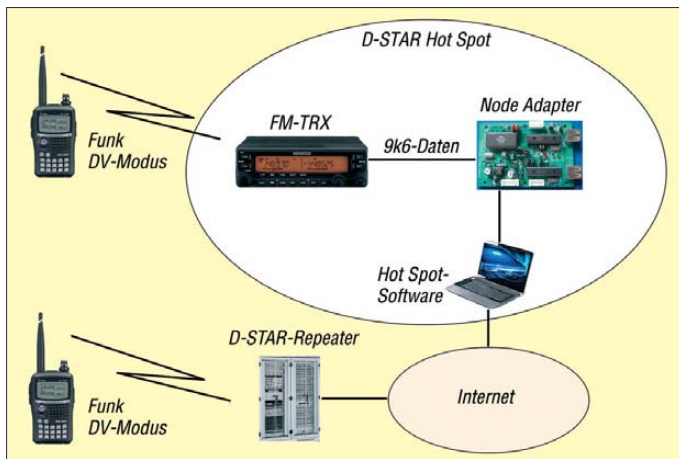 D-STAR Hot Spot
Node Adapter
FM-TRX
9k6-Daten
Funk
DV-Modus
Hot Spot-
Software
D-STAR-Repeater
Funk
DV-Modus
Internet